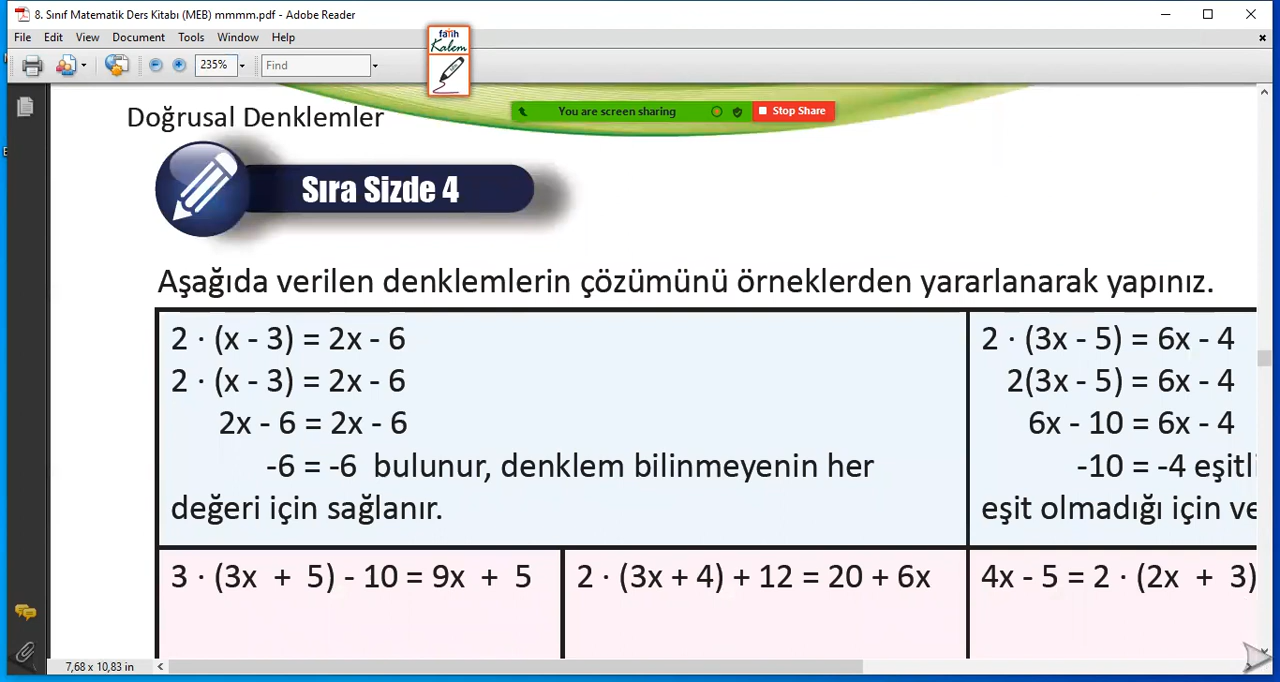 8. Sınıf Matematik Ders Kitabı (MEB) mmmm.pdf - Adobe Reader
File Edit View Document Tools Window Help
fatih
Kalem
235%
Find
You are screen sharing
Stop Share
Doğrusal Denklemler
Sıra Sizde 4
Aşağıda verilen denklemlerin çözümünü örneklerden yararlanarak yapınız.
2 · (x - 3) = 2x - 6
2 · (x - 3) = 2x - 6
2x - 6 = 2x - 6
-6 = -6 bulunur, denklem bilinmeyenin her
değeri için sağlanır.
2 · (3x - 5) = 6x - 4
2(3x - 5) = 6x - 4
6x - 10 = 6x - 4
-10 = -4 eşitli
eşit olmadığı için ve
3 · (3x + 5) - 10 = 9x + 5
2 · (3x + 4) + 12 = 20 + 6x
4x - 5 = 2 · (2x + 3)
7,68 x 10,83 in